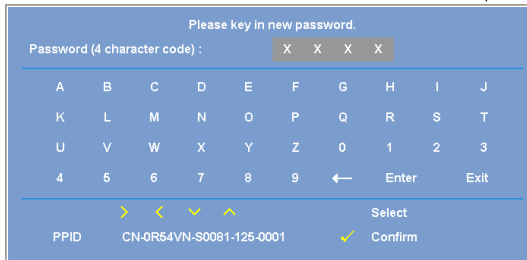 Please key in new password.
Password (4 character code) : X X X X
A B C D E F G H I J
K L M N O P Q R S T
U V W X Y Z 0 1 2 3
4 5 6 7 8 9 ← Enter Exit
> < ∨ ∧ Select
PPID CN-0R54VN-S0081-125-0001 ✓ Confirm